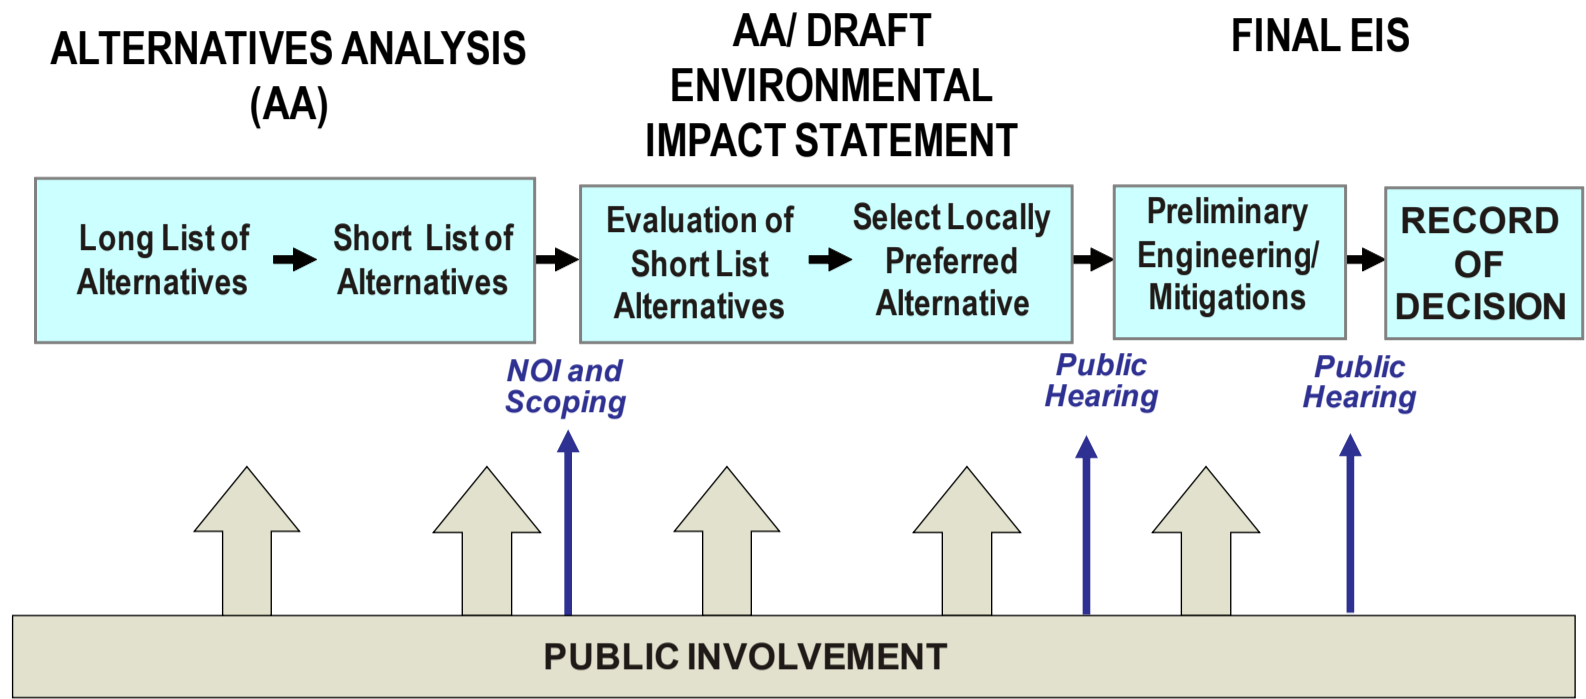 ALTERNATIVES ANALYSIS
(AA)
AA/ DRAFT
ENVIRONMENTAL
IMPACT STATEMENT
FINAL EIS
Long List of
Alternatives
Short List of
Alternatives
Evaluation of
Short List
Alternatives
Select Locally
Preferred
Alternative
Preliminary
Engineering/
Mitigations
RECORD
OF
DECISION
NOI and
Scoping
Public
Hearing
Public
Hearing
PUBLIC INVOLVEMENT